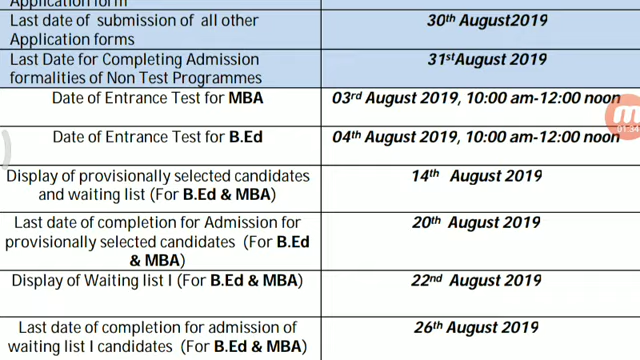 Application form
Last date of submission of all other
Application forms
30th August2019
Last Date for Completing Admission
formalities of Non Test Programmes
31stAugust 2019
Date of Entrance Test for MBA
03rd August 2019, 10:00 am-12:00 noon
Date of Entrance Test for B.Ed
04th August 2019, 10:00 am-12:00 noon
01:34
Display of provisionally selected candidates
and waiting list (For B.Ed & MBA)
14th August 2019
Last date of completion for Admission for
provisionally selected candidates (For B.Ed
& MBA)
20th August 2019
Display of Waiting list I (For B.Ed & MBA)
22nd August 2019
Last date of completion for admission of
waiting list I candidates (For B.Ed & MBA)
26th August 2019